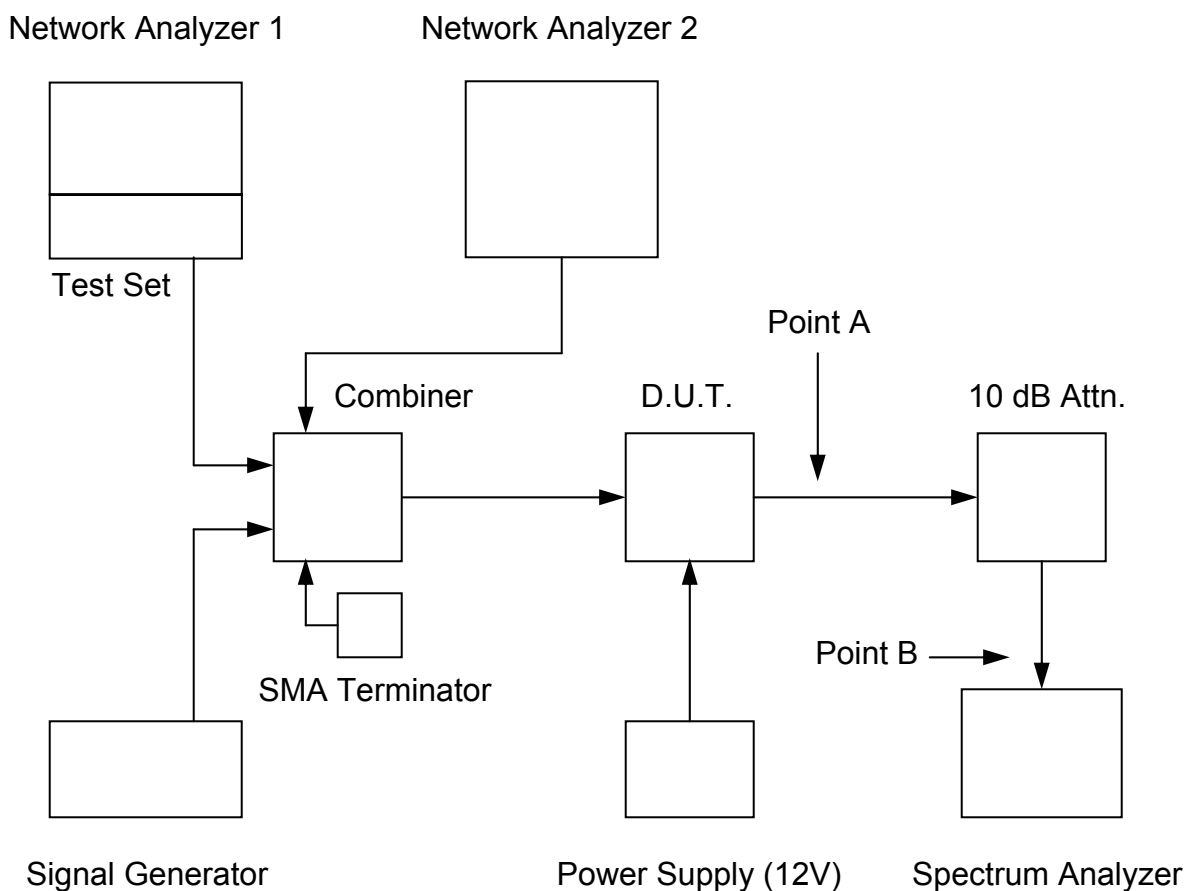 Network Analyzer 1
Network Analyzer 2
Test Set
Point A
Combiner
D.U.T.
10 dB Attn.
Point B
SMA Terminator
Signal Generator
Power Supply (12V)
Spectrum Analyzer